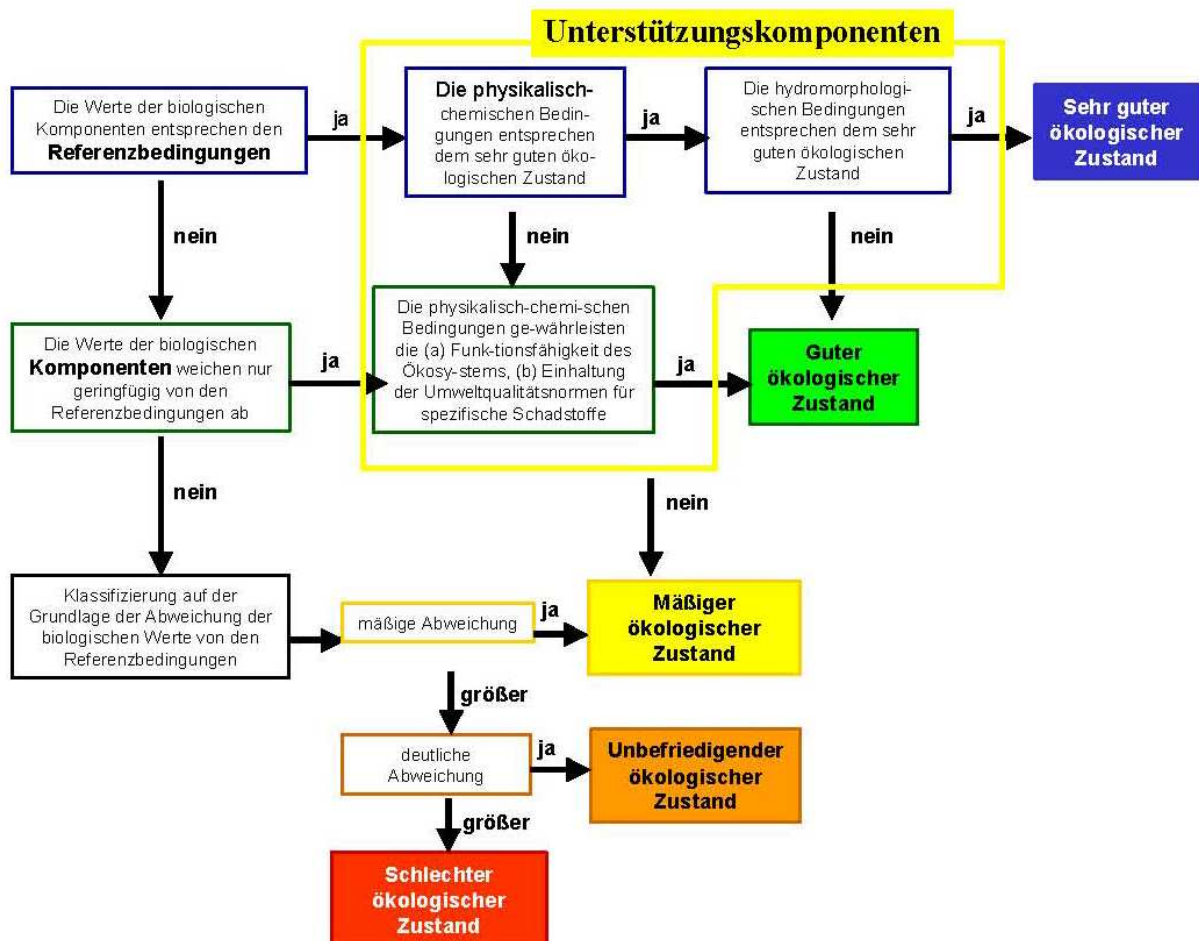 Unterstützungskomponenten
Die Werte der biologischen
Komponenten entsprechen den
Referenzbedingungen
ja
Die physikalisch-
chemischen Bedin-
gungen entsprechen
dem sehr guten öko-
logischen Zustand
ja
Die hydromorphologi-
schen Bedingungen
entsprechen dem sehr
guten ökologischen
Zustand
ja
Sehr guter
ökologischer
Zustand
nein
nein
nein
Die Werte der biologischen
Komponenten weichen nur
geringfügig von den
Referenzbedingungen ab
ja
Die physikalisch-chemi-schen
Bedingungen ge-währleisten
die (a) Funk-tionsfähigkeit des
Ökosy-stems, (b) Einhaltung
der Umweltqualitätsnormen für
spezifische Schadstoffe
ja
Guter
ökologischer
Zustand
nein
nein
Klassifizierung auf der
Grundlage der Abweichung der
biologischen Werte von den
Referenzbedingungen
mäßige Abweichung
ja
Mäßiger
ökologischer
Zustand
größer
deutliche
Abweichung
ja
Unbefriedigender
ökologischer
Zustand
größer
Schlechter
ökologischer
Zustand